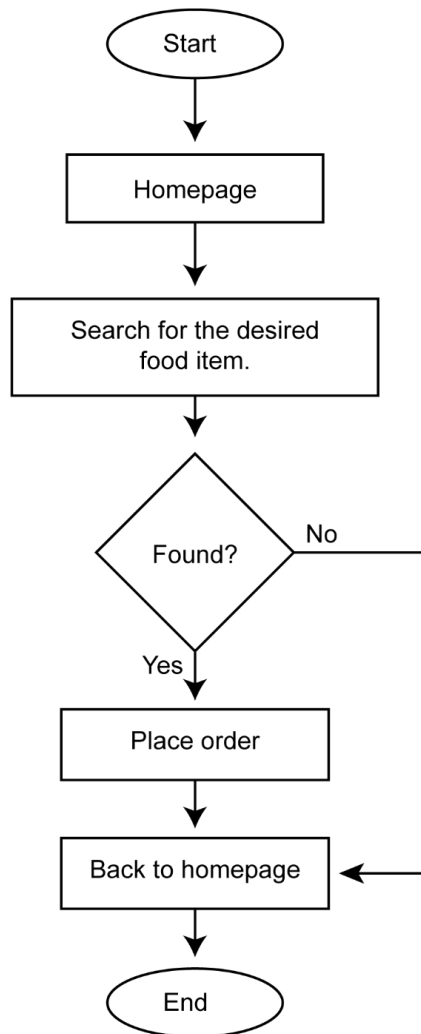 Start
Homepage
Search for the desired
food item.
Found?
No
Yes
Place order
Back to homepage
End